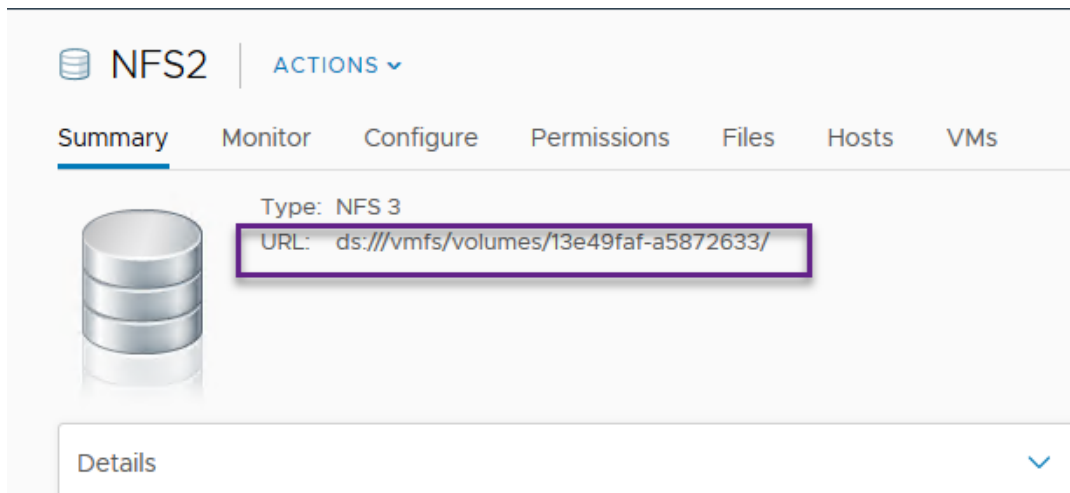 NFS2 ACTIONS
Summary Monitor Configure Permissions Files Hosts VMs
Type: NFS 3
URL: ds:///vmfs/volumes/13e49faf-a5872633/
Details